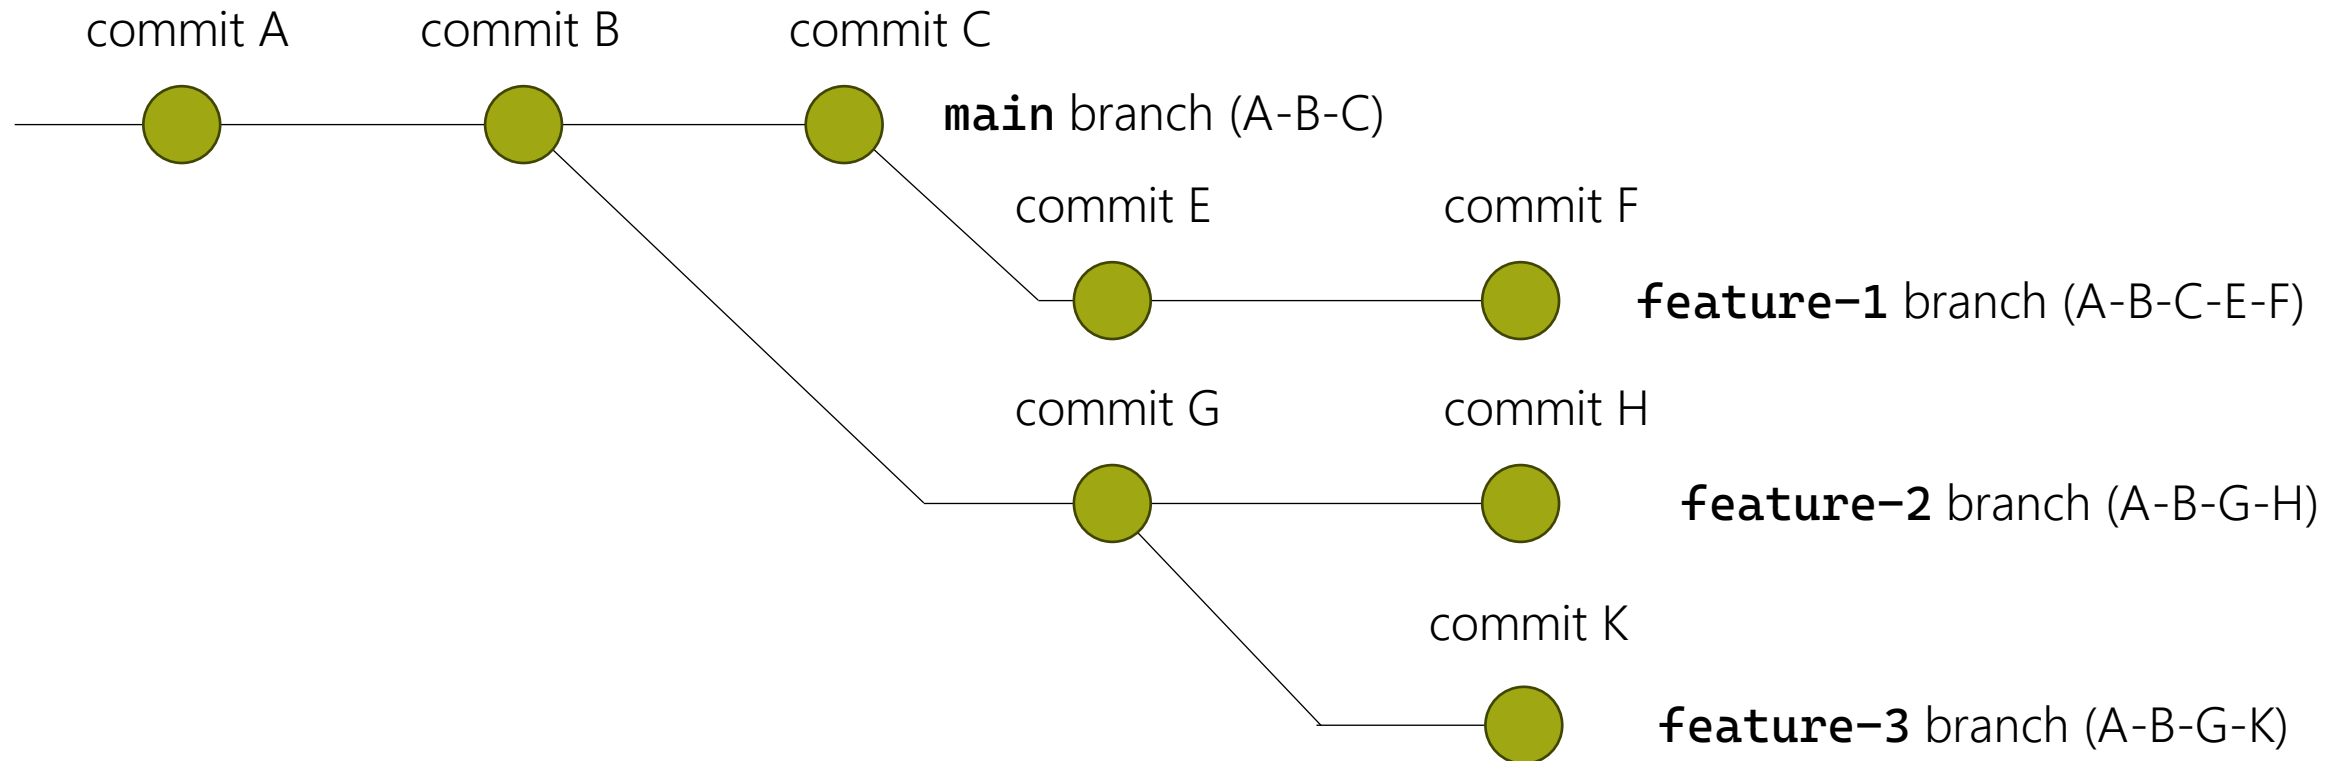 commit A commit B commit C
main branch (A-B-C)
commit E commit F
feature-1 branch (A-B-C-E-F)
commit G commit H
feature-2 branch (A-B-G-H)
commit K
feature-3 branch (A-B-G-K)